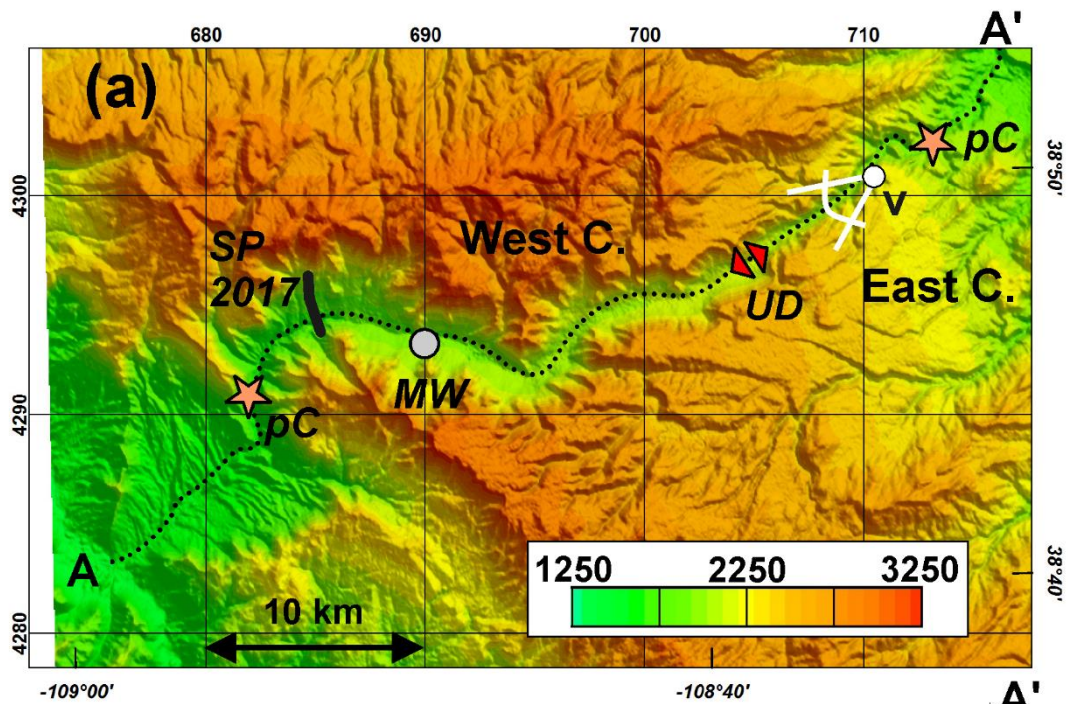 680 690 700 710 A'
(a)
pC
38°50'
4300
V
SP
2017
West C.
East C.
UD
MW
4290
pC
A
1250 2250 3250
38°40'
10 km
4280
-109°00' -108°40' A'